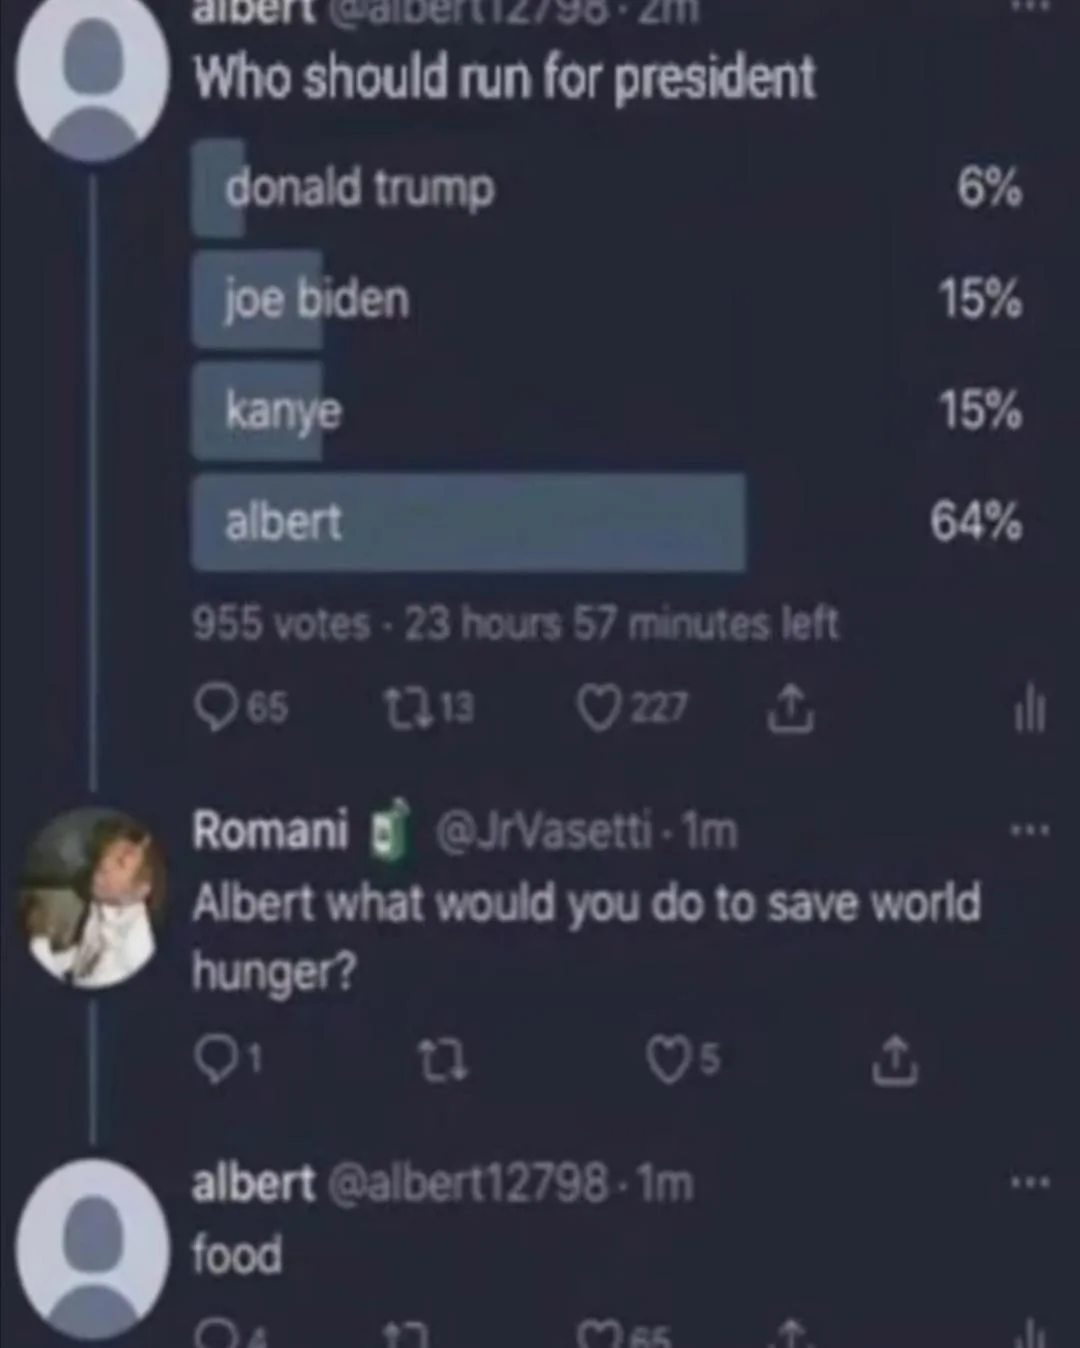 albert @albert12798 · 2m
Who should run for president
donald trump 6%
joe biden 15%
kanye 15%
albert 64%
955 votes · 23 hours 57 minutes left
65 13 227
Romani @JrVasetti · 1m
Albert what would you do to save world
hunger?
1 5
albert @albert12798 · 1m
food
4 65